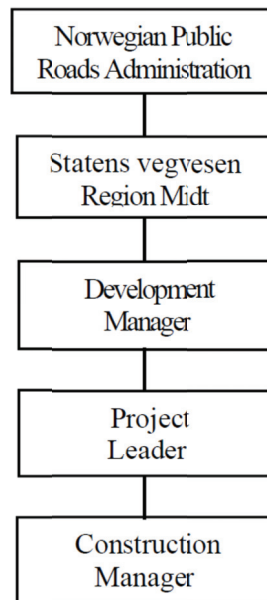 Norwegian Public
Roads Administration
Statens vegvesen
Region Midt
Development
Manager
Project
Leader
Construction
Manager